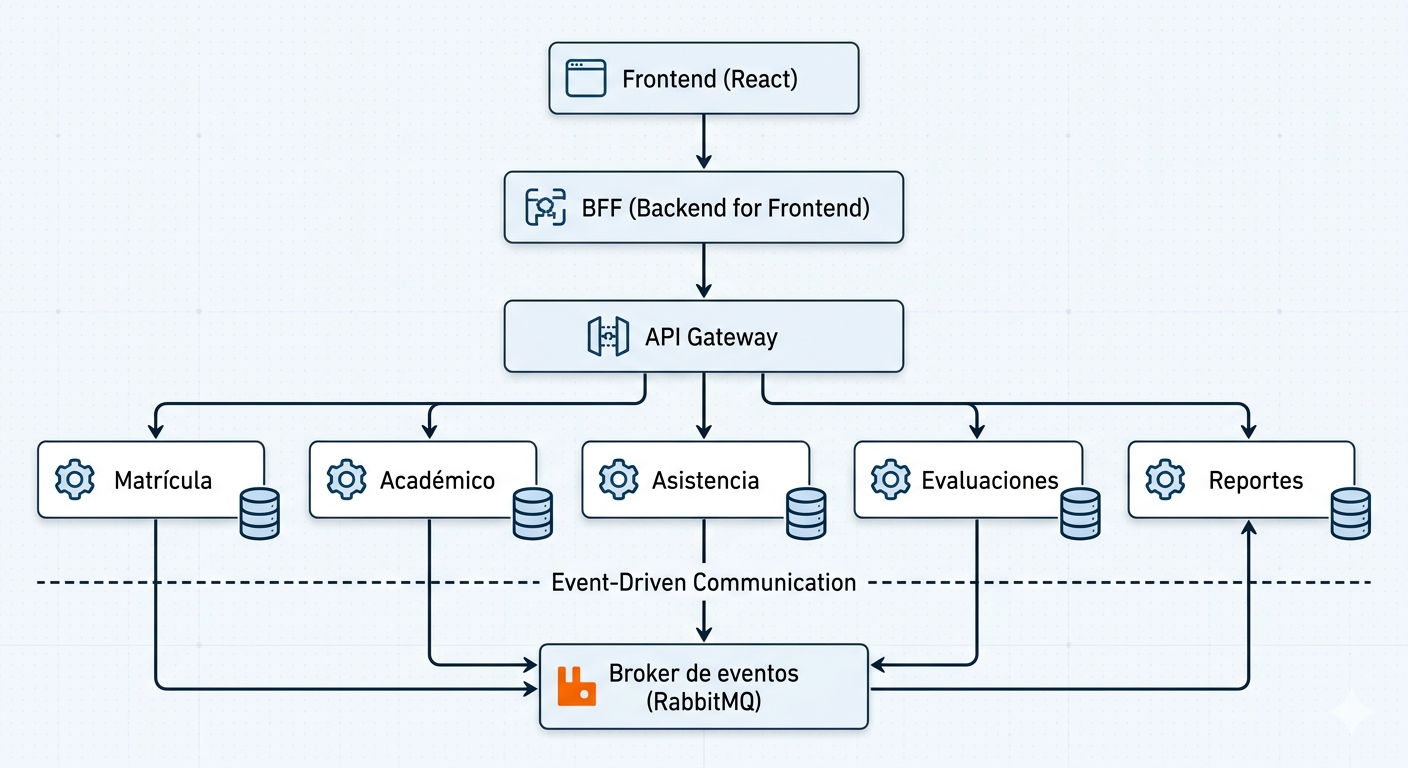 Frontend (React)
BFF (Backend for Frontend)
API Gateway
Matrícula
Académico
Asistencia
Evaluaciones
Reportes
Event-Driven Communication
Broker de eventos
(RabbitMQ)